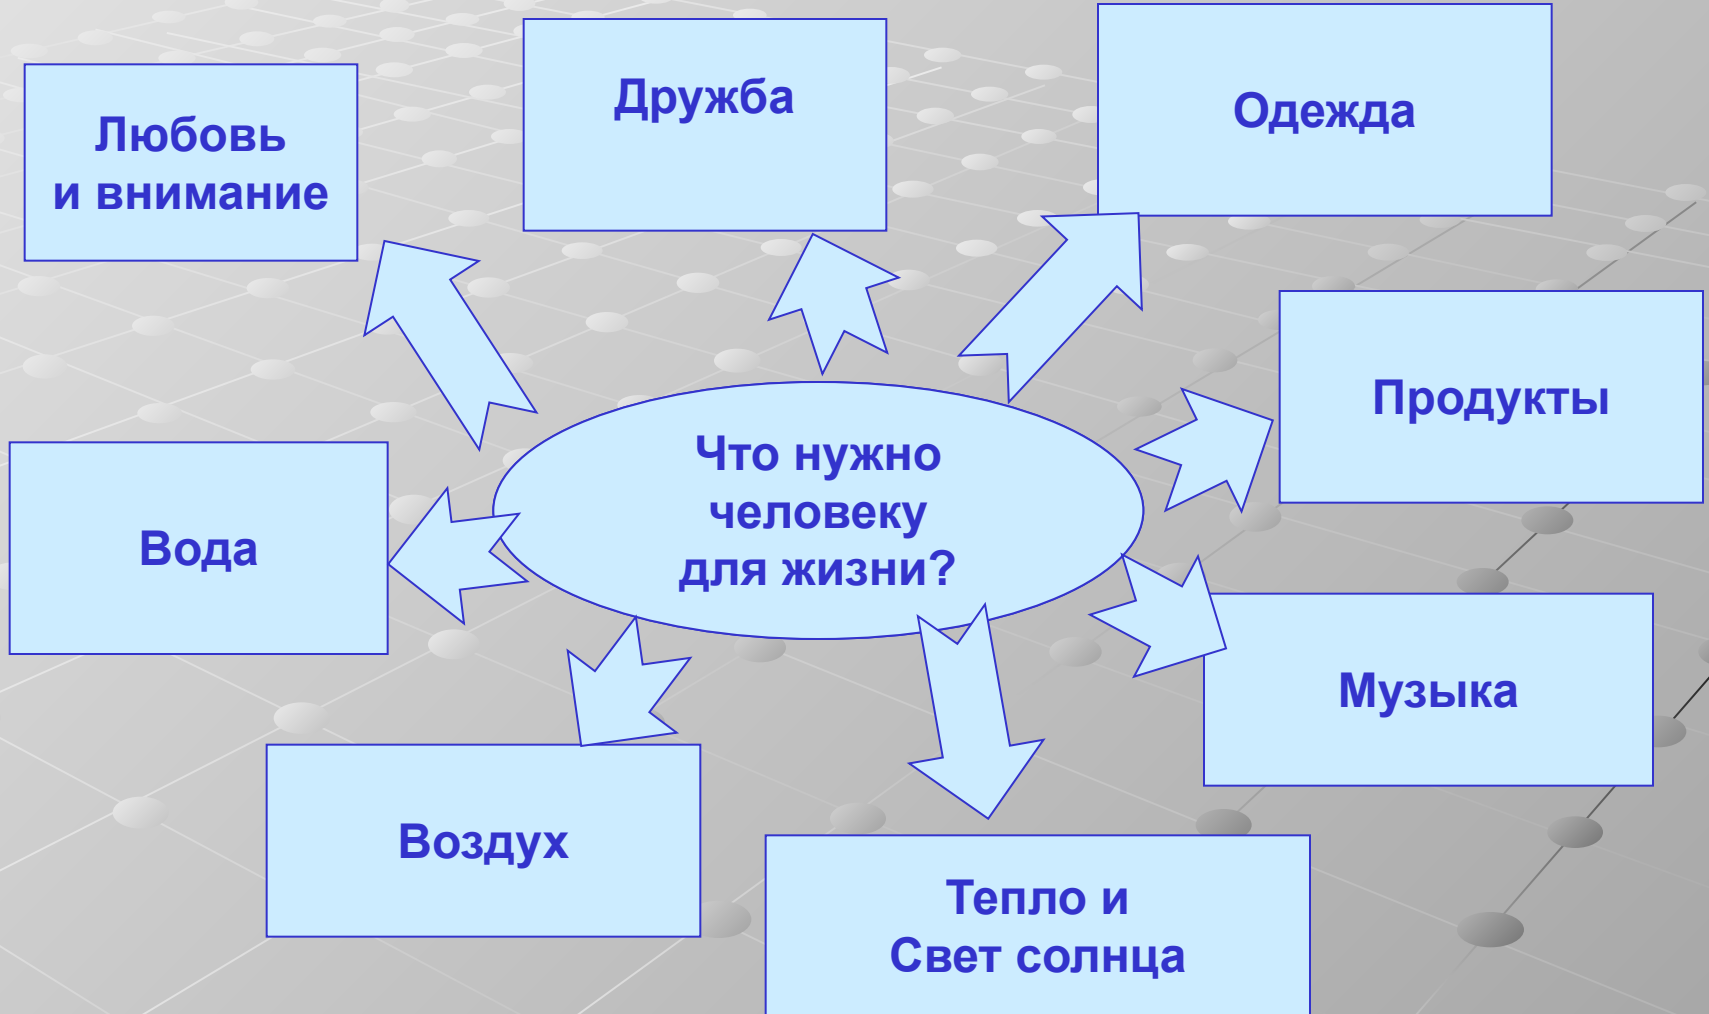 Любовь
и внимание
Дружба
Одежда
Продукты
Что нужно
человеку
для жизни?
Вода
Музыка
Воздух
Тепло и
Свет солнца